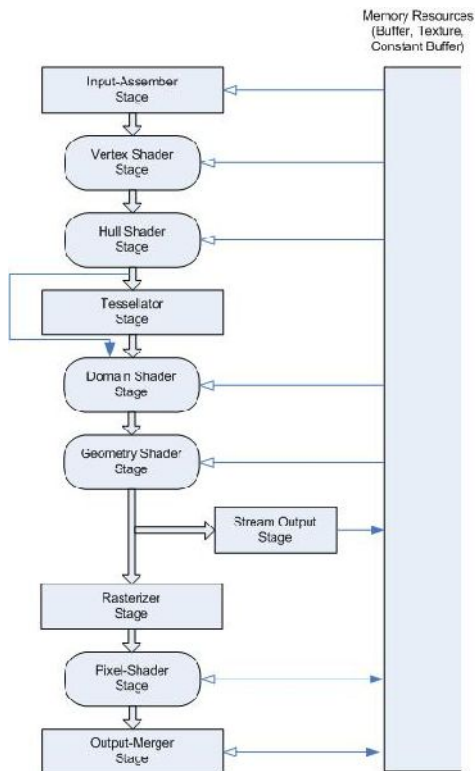 Memory Resources
(Buffer, Texture,
Constant Buffer)
Input-Assember
Stage
Vertex Shader
Stage
Hull Shader
Stage
Tessellator
Stage
Domain Shader
Stage
Geometry Shader
Stage
Stream Output
Stage
Rasterizer
Stage
Pixel-Shader
Stage
Output-Merger
Stage